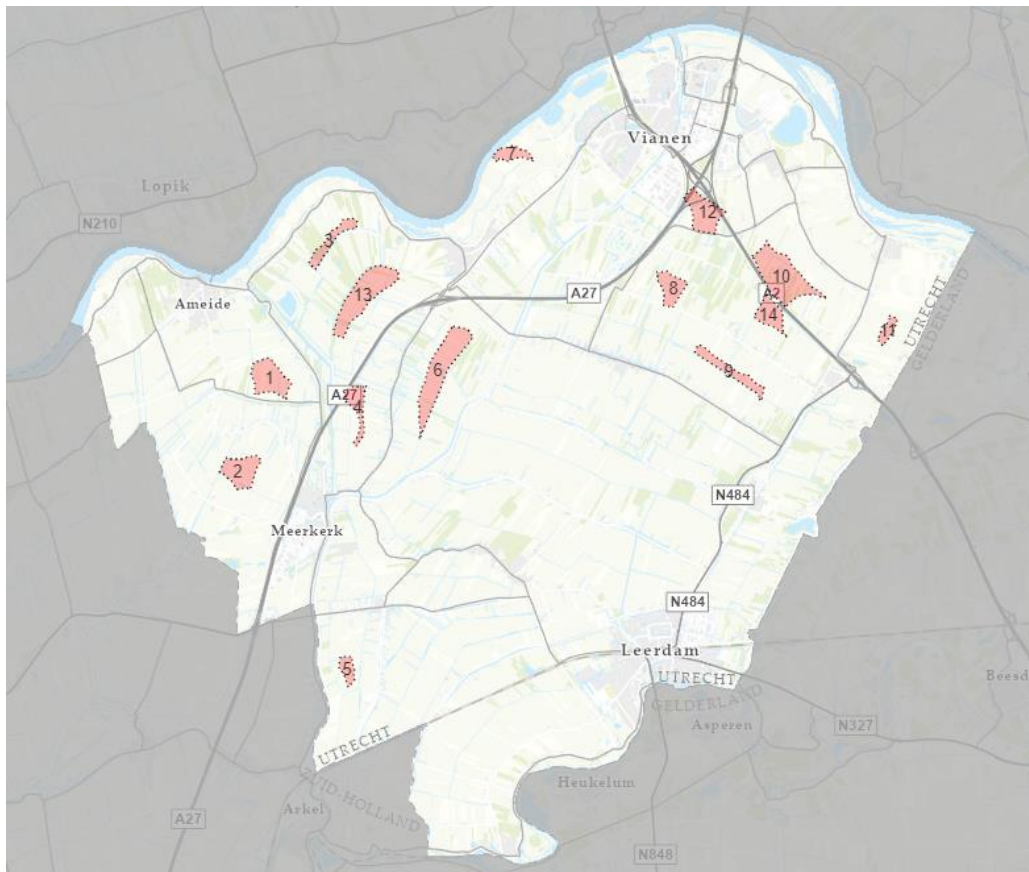 Vianen
7
Lopik
12
N210
3
10
13
8
A27
A2
Ameide
14
11
UTRECHT
GELDERLAND
6
9
1
A27
4
2
N484
Meerkerk
N484
Leerdam
5
UTRECHT
Beesd
GELDERLAND
Asperen
N327
UTRECHT
ZUID-HOLLAND
Heukelum
Arkel
A27
N848